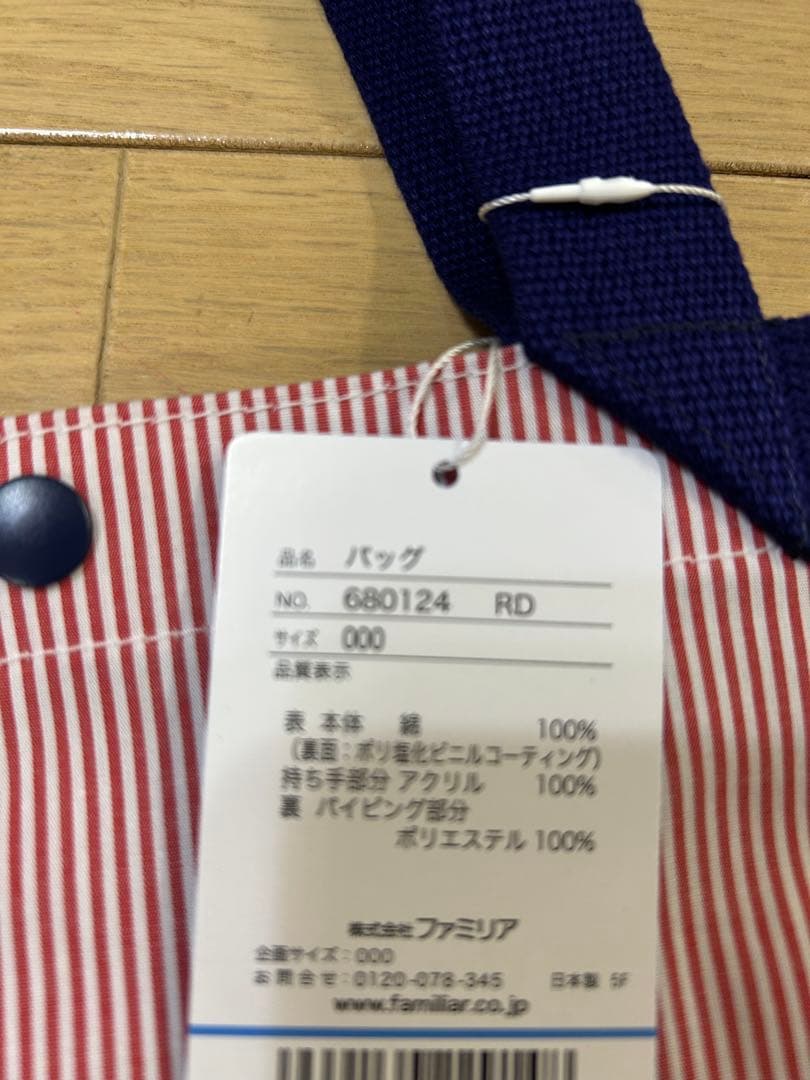 品名 バッグ
NO. 680124 RD
サイズ 000
品質表示
表 本体 綿 100%
(裏面:ポリ塩化ビニルコーティング)
持ち手部分 アクリル 100%
裏 パイピング部分
ポリエステル 100%
株式会社ファミリア
企画サイズ:000
お問合せ:0120-078-345 日本製 5F
www.familiar.co.jp